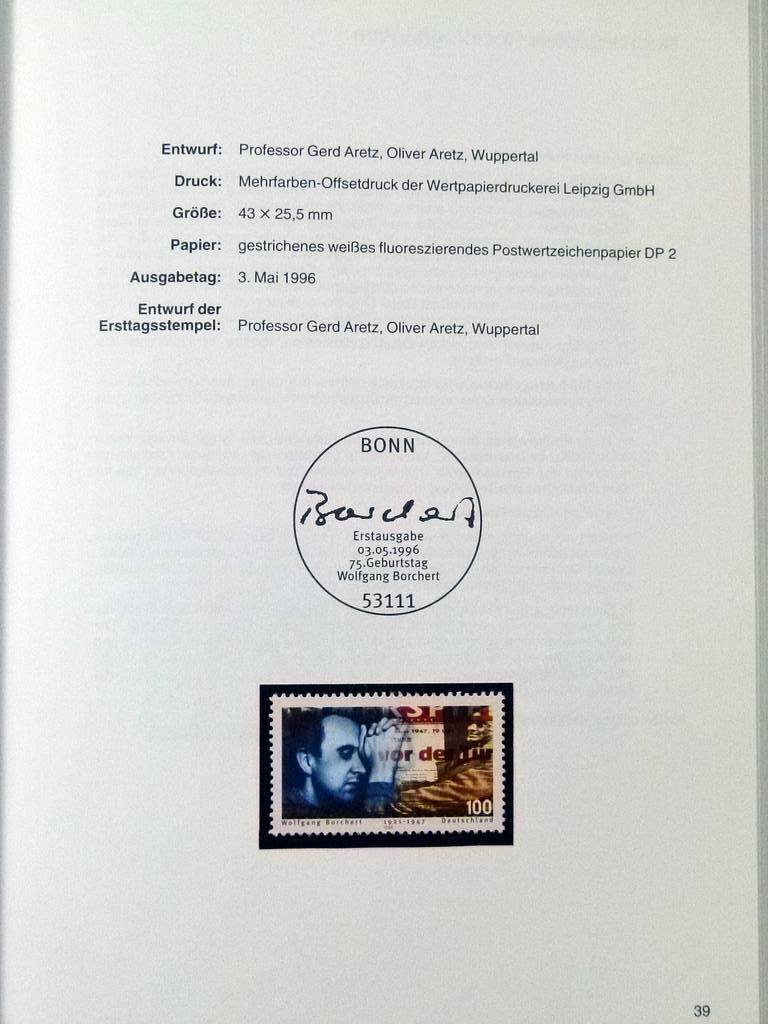 Entwurf: Professor Gerd Aretz, Oliver Aretz, Wuppertal
Druck: Mehrfarben-Offsetdruck der Wertpapierdruckerei Leipzig GmbH
Größe: 43 × 25,5 mm
Papier: gestrichenes weißes fluoreszierendes Postwertzeichenpapier DP 2
Ausgabetag: 3. Mai 1996
Entwurf der
Ersttagsstempel: Professor Gerd Aretz, Oliver Aretz, Wuppertal
BONN
Borchert
Erstausgabe
03.05.1996
75.Geburtstag
Wolfgang Borchert
53111
1947, 19
vor der Tür
100
Wolfgang Borchert 1921-1947 Deutschland
39